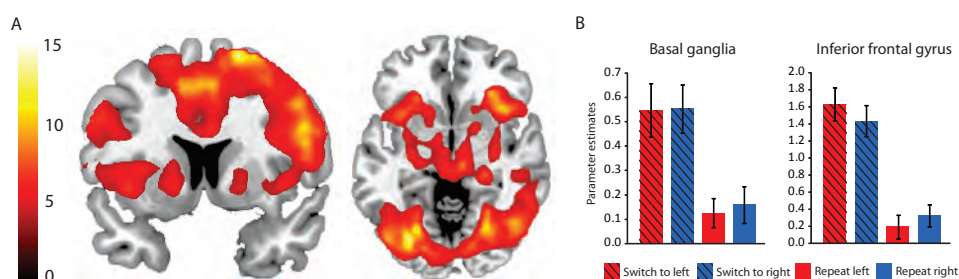 A
15
10
5
0
B
Basal ganglia
Parameter estimates
0.7
0.6
0.5
0.4
0.3
0.2
0.1
0.0
Inferior frontal gyrus
2.0
1.8
1.6
1.4
1.2
1.0
0.8
0.6
0.4
0.2
0.0
Switch to left
Switch to right
Repeat left
Repeat right